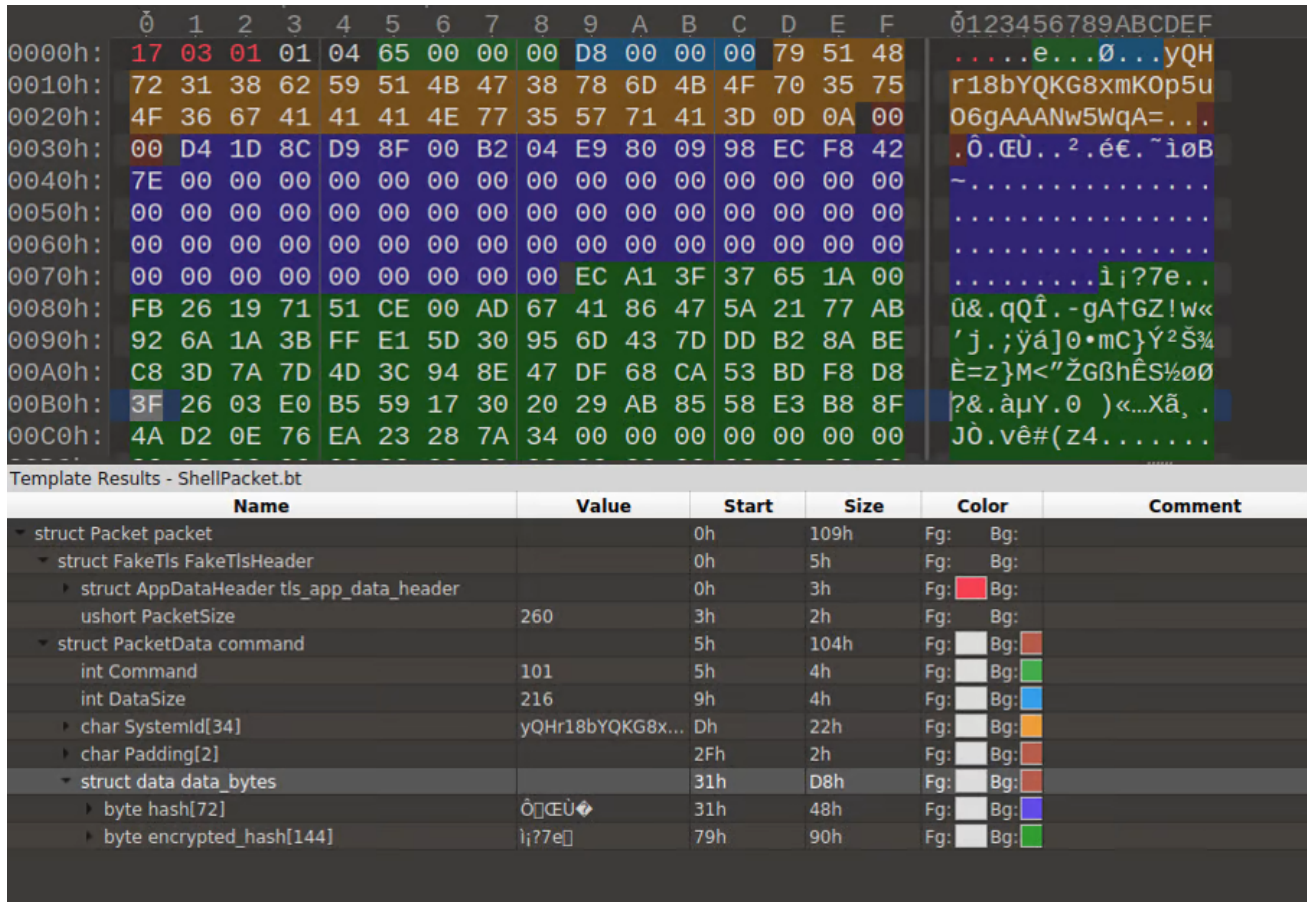 0 1 2 3 4 5 6 7 8 9 A B C D E F 0123456789ABCDEF
0000h: 17 03 01 01 04 65 00 00 00 D8 00 00 00 79 51 48 .....e...Ø...yQH
0010h: 72 31 38 62 59 51 4B 47 38 78 6D 4B 4F 70 35 75 r18bYQKG8xmKOp5u
0020h: 4F 36 67 41 41 41 4E 77 35 57 71 41 3D 0D 0A 00 O6gAAANw5WqA=...
0030h: 00 D4 1D 8C D9 8F 00 B2 04 E9 80 09 98 EC F8 42 .Ô.ŒÙ..².é€.˜ìøB
0040h: 7E 00 00 00 00 00 00 00 00 00 00 00 00 00 00 00 ~...............
0050h: 00 00 00 00 00 00 00 00 00 00 00 00 00 00 00 00 ................
0060h: 00 00 00 00 00 00 00 00 00 00 00 00 00 00 00 00 ................
0070h: 00 00 00 00 00 00 00 00 00 EC A1 3F 37 65 1A 00 .........ì¡?7e..
0080h: FB 26 19 71 51 CE 00 AD 67 41 86 47 5A 21 77 AB û&.qQÎ.-gA†GZ!w«
0090h: 92 6A 1A 3B FF E1 5D 30 95 6D 43 7D DD B2 8A BE ’j.;ÿá]0•mC}Ý²Š¾
00A0h: C8 3D 7A 7D 4D 3C 94 8E 47 DF 68 CA 53 BD F8 D8 È=z}M<”ŽGßhÊS½øØ
00B0h: 3F 26 03 E0 B5 59 17 30 20 29 AB 85 58 E3 B8 8F ?&.àµY.0 )«…Xã¸.
00C0h: 4A D2 0E 76 EA 23 28 7A 34 00 00 00 00 00 00 00 JÒ.vê#(z4.......
Template Results - ShellPacket.bt
Name Value Start Size Color Comment
struct Packet packet 0h 109h Fg: Bg:
struct FakeTls FakeTlsHeader 0h 5h Fg: Bg:
struct AppDataHeader tls_app_data_header 0h 3h Fg: Bg:
ushort PacketSize 260 3h 2h Fg: Bg:
struct PacketData command 5h 104h Fg: Bg:
int Command 101 5h 4h Fg: Bg:
int DataSize 216 9h 4h Fg: Bg:
char SystemId[34] yQHr18bYQKG8x... Dh 22h Fg: Bg:
char Padding[2] 2Fh 2h Fg: Bg:
struct data data_bytes 31h D8h Fg: Bg:
byte hash[72] Ô▯ŒÙ� 31h 48h Fg: Bg:
byte encrypted_hash[144] ì¡?7e▯ 79h 90h Fg: Bg: